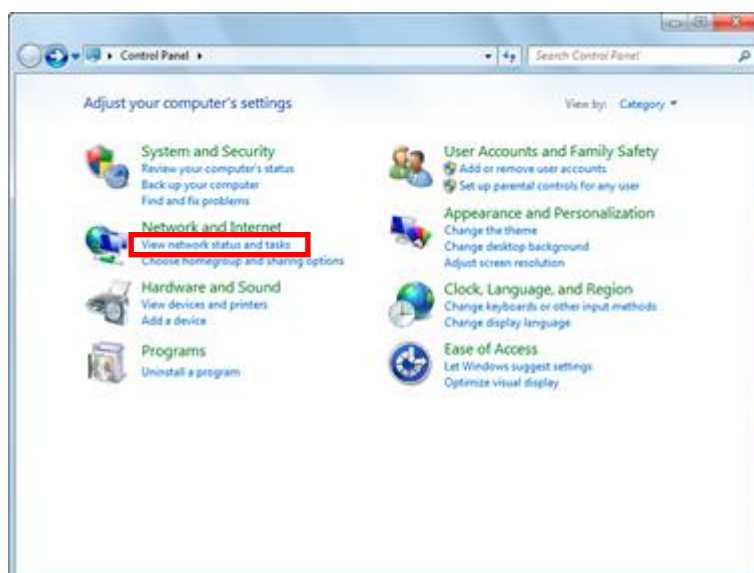 Control Panel
Search Control Panel
Adjust your computer's settings
View by: Category
System and Security
Review your computer's status
Back up your computer
Find and fix problems
Network and Internet
View network status and tasks
Choose homegroup and sharing options
Hardware and Sound
View devices and printers
Add a device
Programs
Uninstall a program
User Accounts and Family Safety
Add or remove user accounts
Set up parental controls for any user
Appearance and Personalization
Change the theme
Change desktop background
Adjust screen resolution
Clock, Language, and Region
Change keyboards or other input methods
Change display language
Ease of Access
Let Windows suggest settings
Optimize visual display